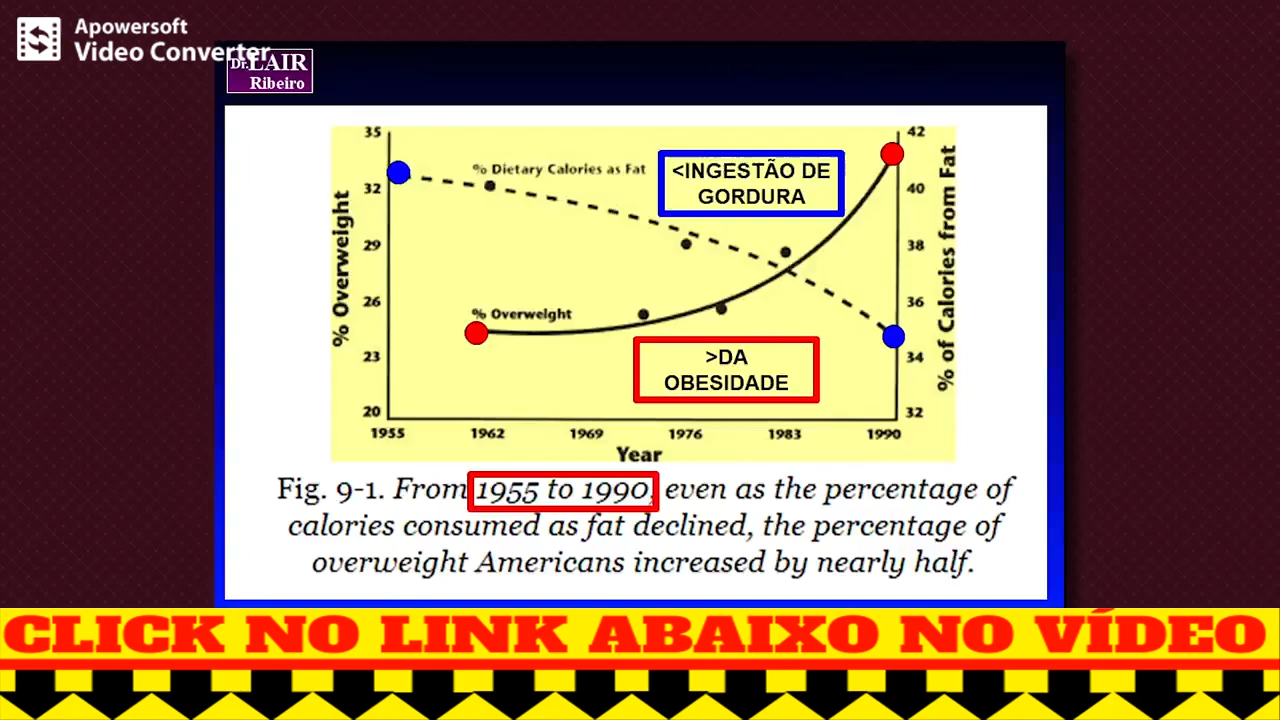 Apowersoft
Video Converter
Dr.LAIR
Ribeiro
35
32
29
26
23
20
% Overweight
% Dietary Calories as Fat
<INGESTÃO DE
GORDURA
% Overweight
>DA
OBESIDADE
42
40
38
36
34
32
% of Calories from Fat
1955 1962 1969 1976 1983 1990
Year
Fig. 9-1. From 1955 to 1990, even as the percentage of
calories consumed as fat declined, the percentage of
overweight Americans increased by nearly half.
CLICK NO LINK ABAIXO NO VÍDEO